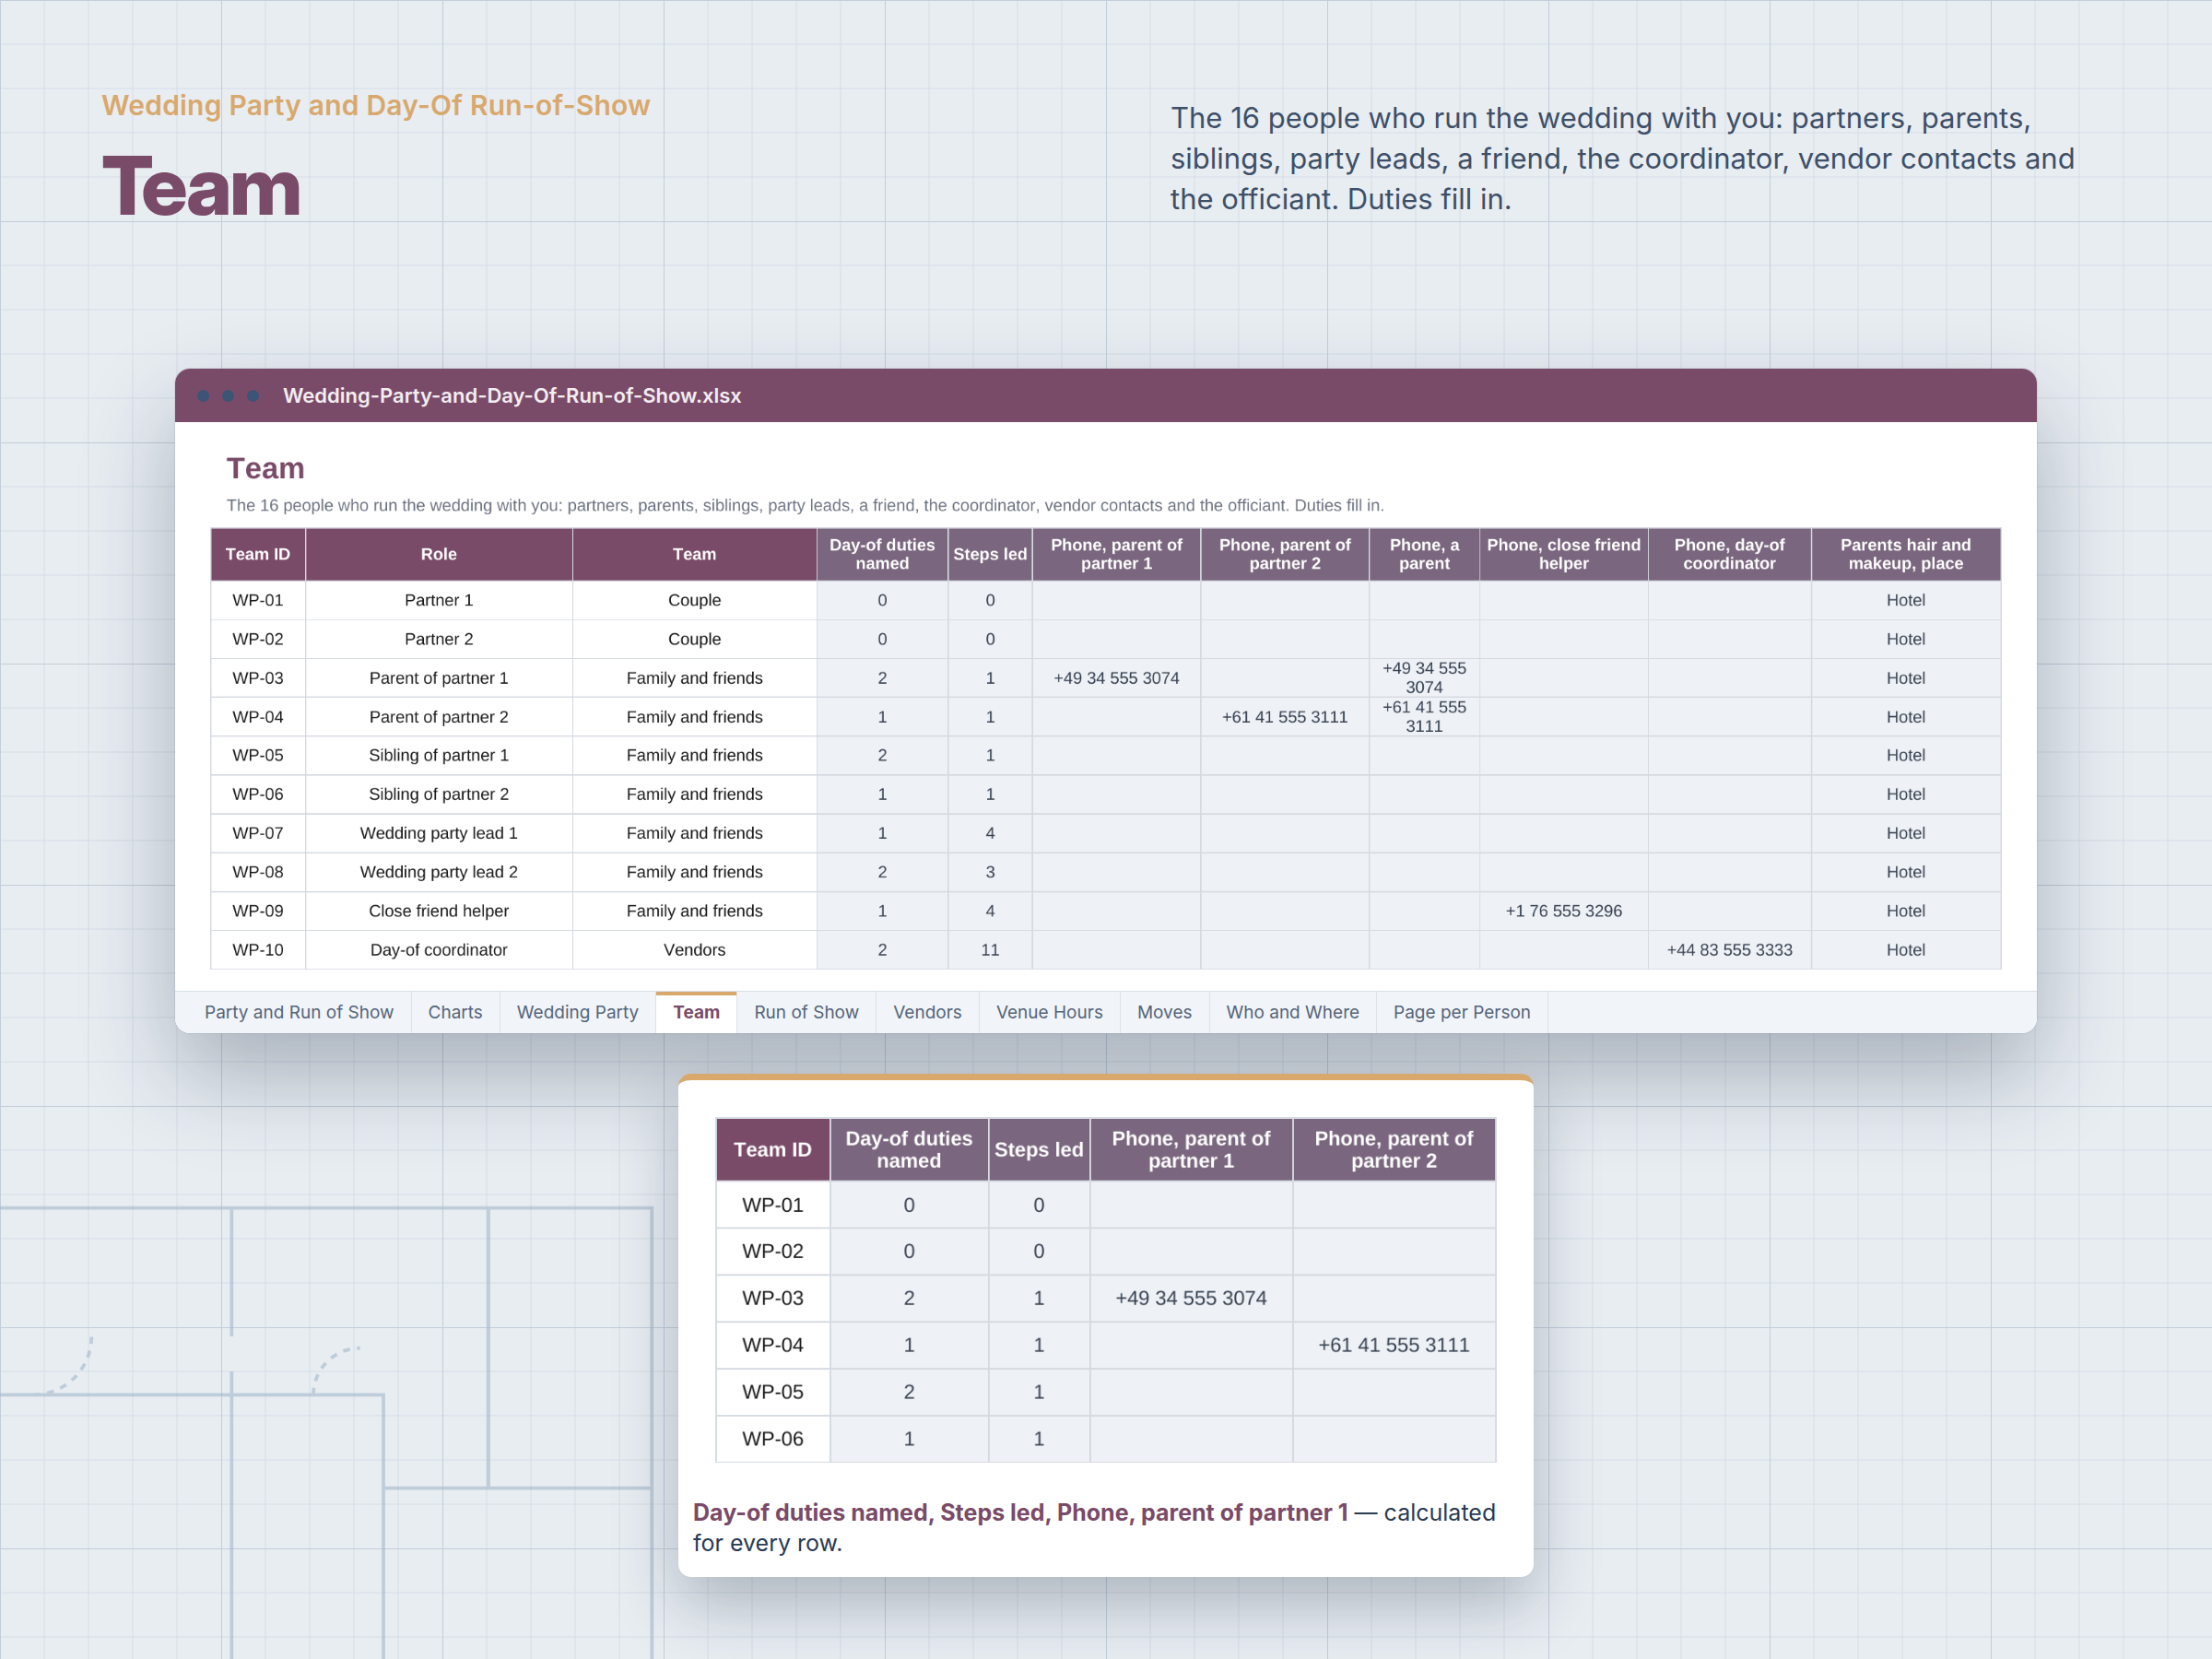 Wedding Party and Day-Of Run-of-Show
Team
The 16 people who run the wedding with you: partners, parents,
siblings, party leads, a friend, the coordinator, vendor contacts and
the officiant. Duties fill in.
Wedding-Party-and-Day-Of-Run-of-Show.xlsx
Team
The 16 people who run the wedding with you: partners, parents, siblings, party leads, a friend, the coordinator, vendor contacts and the officiant. Duties fill in.
Team ID Role Team Day-of duties named Steps led Phone, parent of partner 1 Phone, parent of partner 2 Phone, a parent Phone, close friend helper Phone, day-of coordinator Parents hair and makeup, place
WP-01 Partner 1 Couple 0 0 Hotel
WP-02 Partner 2 Couple 0 0 Hotel
WP-03 Parent of partner 1 Family and friends 2 1 +49 34 555 3074 +49 34 555 3074 Hotel
WP-04 Parent of partner 2 Family and friends 1 1 +61 41 555 3111 +61 41 555 3111 Hotel
WP-05 Sibling of partner 1 Family and friends 2 1 Hotel
WP-06 Sibling of partner 2 Family and friends 1 1 Hotel
WP-07 Wedding party lead 1 Family and friends 1 4 Hotel
WP-08 Wedding party lead 2 Family and friends 2 3 Hotel
WP-09 Close friend helper Family and friends 1 4 +1 76 555 3296 Hotel
WP-10 Day-of coordinator Vendors 2 11 +44 83 555 3333 Hotel
Party and Run of Show Charts Wedding Party Team Run of Show Vendors Venue Hours Moves Who and Where Page per Person
Team ID Day-of duties named Steps led Phone, parent of partner 1 Phone, parent of partner 2
WP-01 0 0
WP-02 0 0
WP-03 2 1 +49 34 555 3074
WP-04 1 1 +61 41 555 3111
WP-05 2 1
WP-06 1 1
Day-of duties named, Steps led, Phone, parent of partner 1 — calculated
for every row.